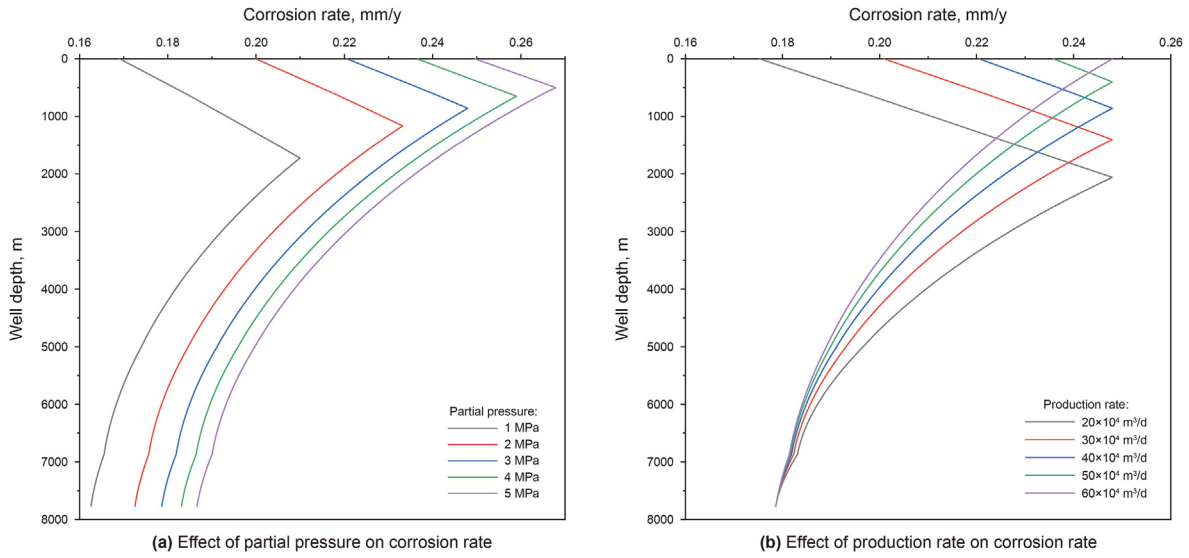 Corrosion rate, mm/y
0.16 0.18 0.20 0.22 0.24 0.26
0
1000
2000
3000
4000
5000
6000
7000
8000
Well depth, m
Partial pressure:
1 MPa
2 MPa
3 MPa
4 MPa
5 MPa
(a) Effect of partial pressure on corrosion rate
Corrosion rate, mm/y
0.16 0.18 0.20 0.22 0.24 0.26
0
1000
2000
3000
4000
5000
6000
7000
8000
Well depth, m
Production rate:
20×10⁴ m³/d
30×10⁴ m³/d
40×10⁴ m³/d
50×10⁴ m³/d
60×10⁴ m³/d
(b) Effect of production rate on corrosion rate